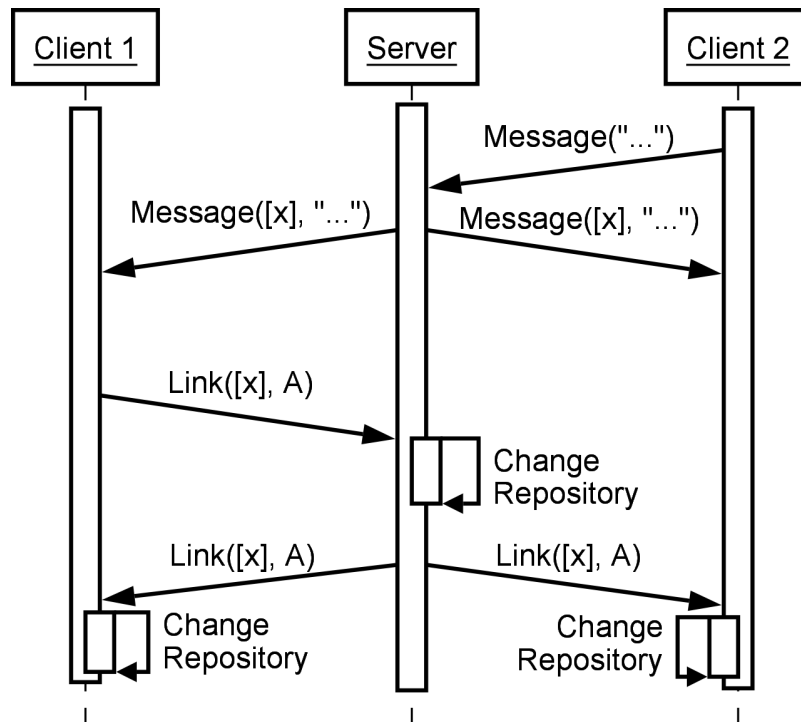 Client 1
Server
Client 2
Message("...")
Message([x], "...")
Message([x], "...")
Link([x], A)
Change
Repository
Link([x], A)
Link([x], A)
Change
Repository
Change
Repository